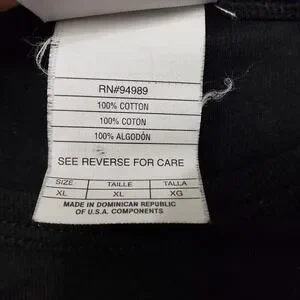 RN#94989
100% COTTON
100% COTON
100% ALGODÓN
SEE REVERSE FOR CARE
SIZE TAILLE TALLA
XL XL XG
MADE IN DOMINICAN REPUBLIC
OF U.S.A. COMPONENTS